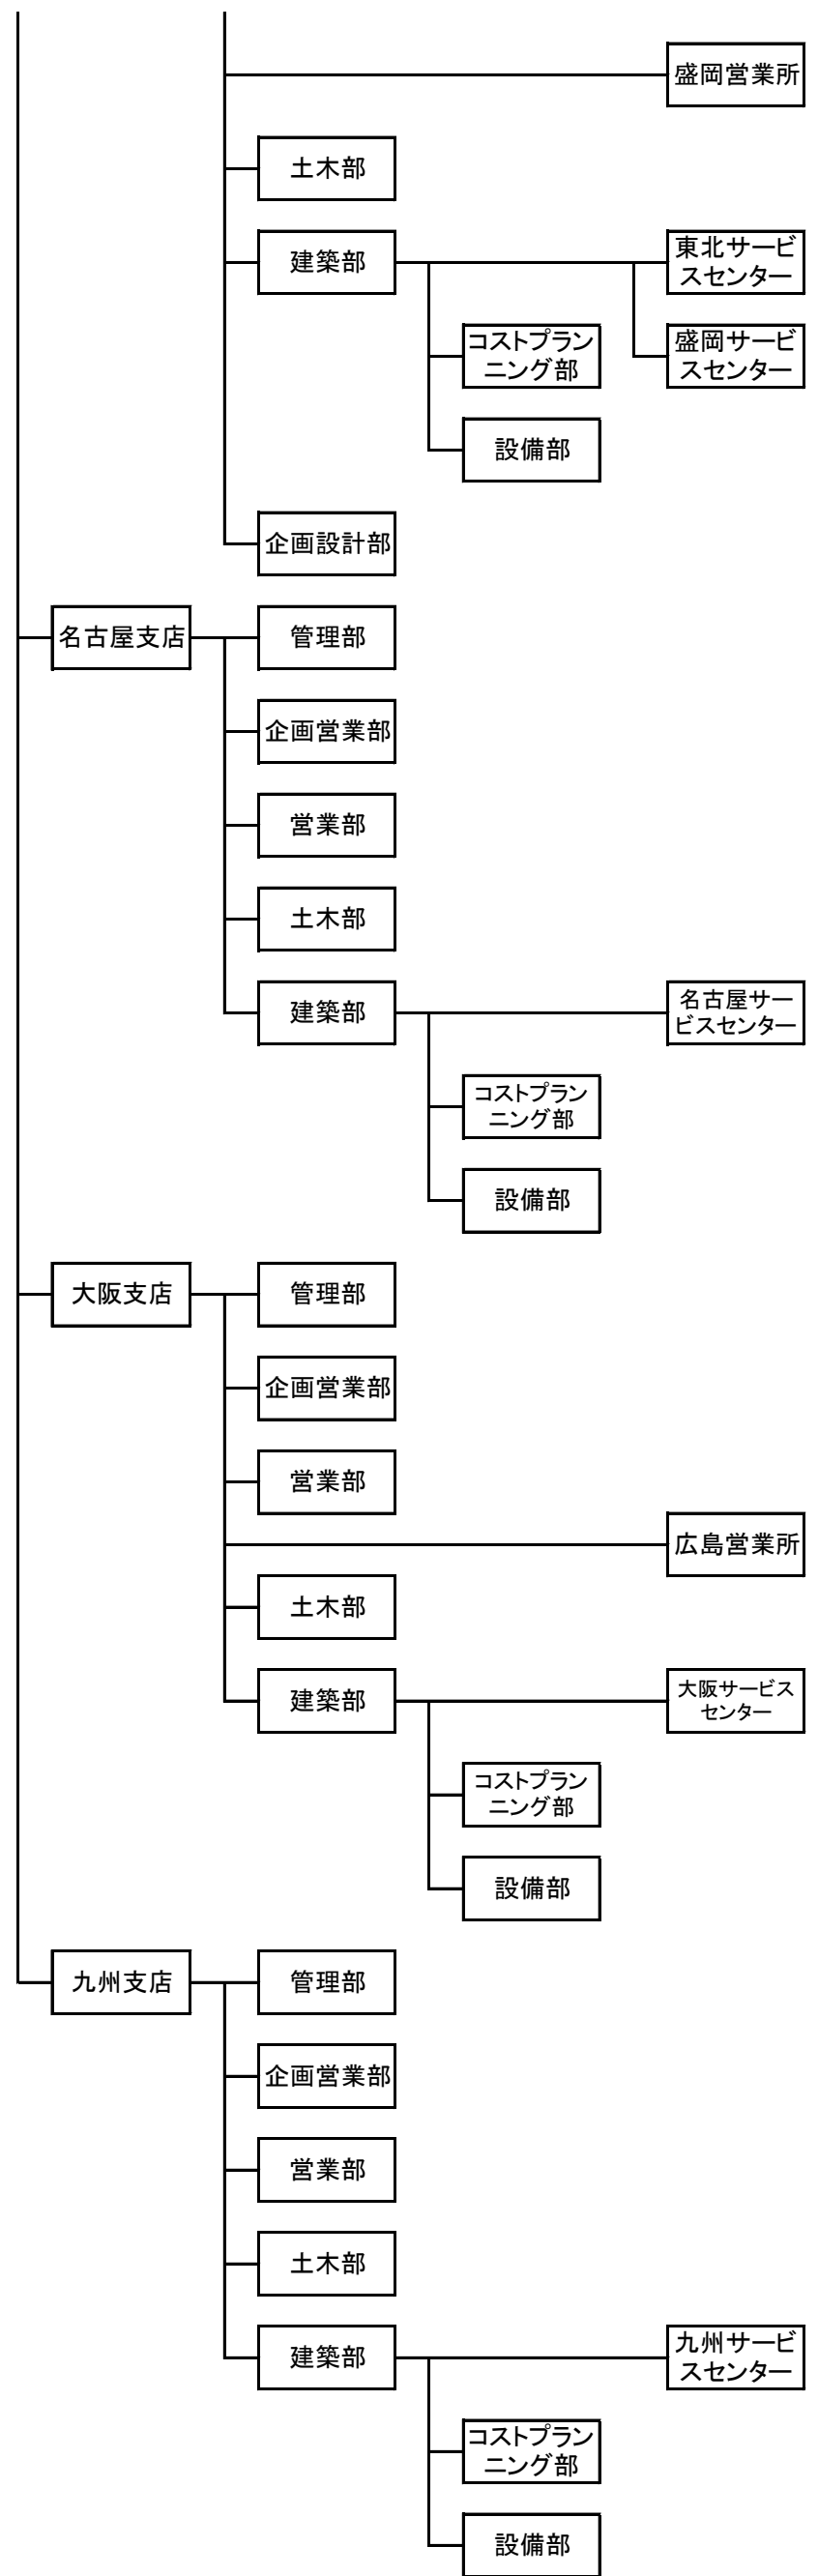 盛岡営業所
土木部
建築部
東北サービ
スセンター
コストプラン
ニング部
盛岡サービ
スセンター
設備部
企画設計部
名古屋支店
管理部
企画営業部
営業部
土木部
建築部
名古屋サー
ビスセンター
コストプラン
ニング部
設備部
大阪支店
管理部
企画営業部
営業部
広島営業所
土木部
建築部
大阪サービス
センター
コストプラン
ニング部
設備部
九州支店
管理部
企画営業部
営業部
土木部
建築部
九州サービ
スセンター
コストプラン
ニング部
設備部